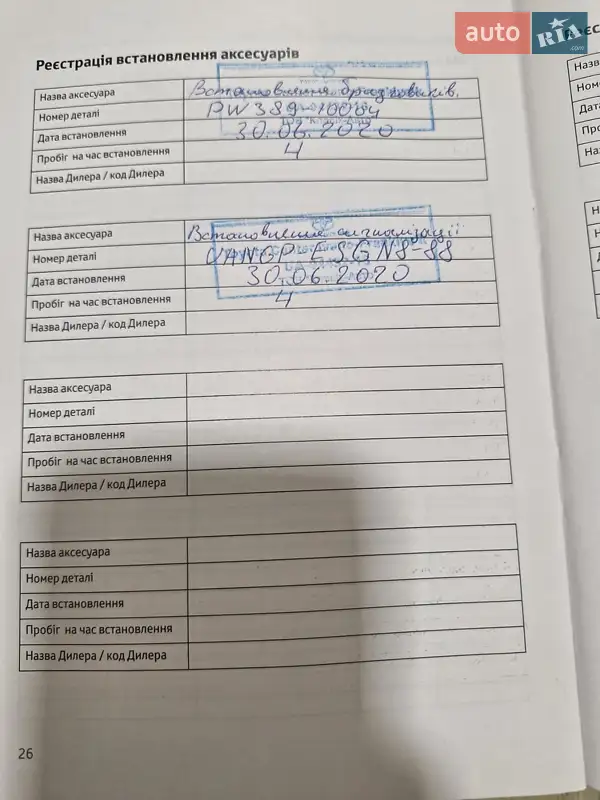 auto RIA .com
Реєстрація встановлення аксесуарів
Назва аксесуара Встановлення бризговиків.
Номер деталі PW389-10004
Дата встановлення 30.06.2020
Пробіг на час встановлення 4
Назва Дилера / код Дилера
Назва аксесуара Встановлення сигналізації
Номер деталі
Дата встановлення 30.06.2020
Пробіг на час встановлення 4
Назва Дилера / код Дилера
Назва аксесуара
Номер деталі
Дата встановлення
Пробіг на час встановлення
Назва Дилера / код Дилера
Назва аксесуара
Номер деталі
Дата встановлення
Пробіг на час встановлення
Назва Дилера / код Дилера
26